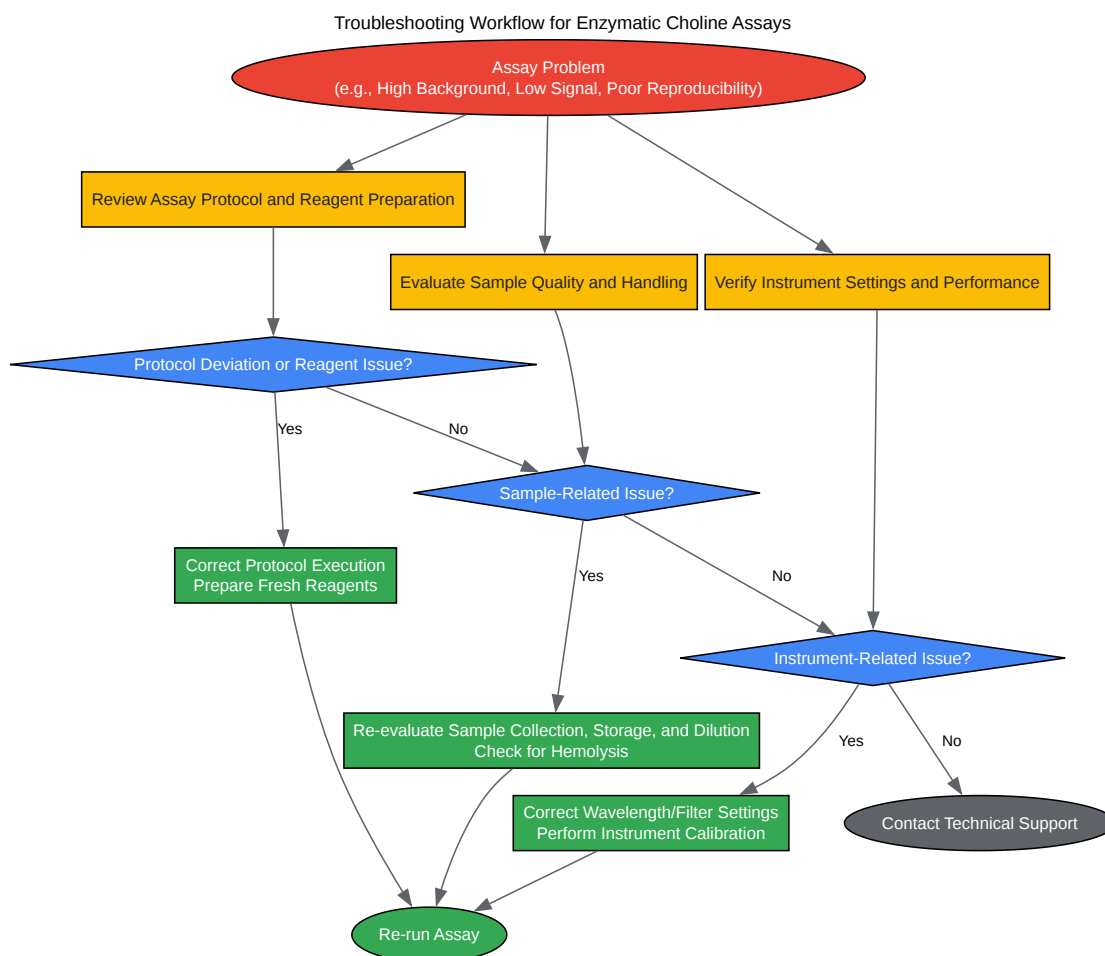 Troubleshooting Workflow for Enzymatic Choline Assays
Assay Problem
(e.g., High Background, Low Signal, Poor Reproducibility)
Review Assay Protocol and Reagent Preparation
Evaluate Sample Quality and Handling
Verify Instrument Settings and Performance
Protocol Deviation or Reagent Issue?
Yes
No
Sample-Related Issue?
Correct Protocol Execution
Prepare Fresh Reagents
Yes
No
Instrument-Related Issue?
Re-evaluate Sample Collection, Storage, and Dilution
Check for Hemolysis
Yes
No
Correct Wavelength/Filter Settings
Perform Instrument Calibration
Contact Technical Support
Re-run Assay